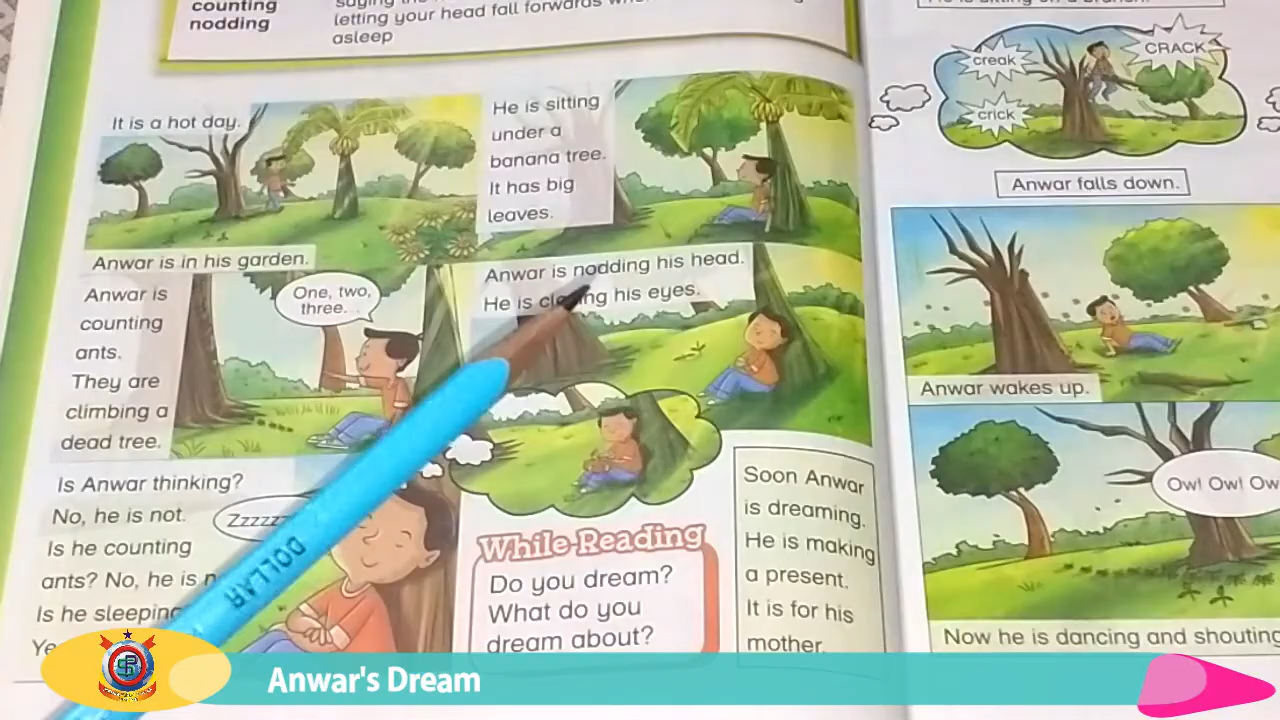 counting
nodding
letting your head fall forwards
asleep
It is a hot day.
Anwar is in his garden.
He is sitting
under a
banana tree.
It has big
leaves.
Anwar is
counting
ants.
They are
climbing a
dead tree.
One, two,
three. . .
Anwar is nodding his head.
He is closing his eyes.
Is Anwar thinking?
No, he is not.
Is he counting
ants? No, he is
Is he sleeping
Zzzzzz
While Reading
Do you dream?
What do you
dream about?
Soon Anwar
is dreaming.
He is making
a present.
It is for his
mother.
creak
CRACK
crick
Anwar falls down.
Anwar wakes up.
Ow! Ow! Ow
Now he is dancing and shouting
DOLLAR
Anwar's Dream